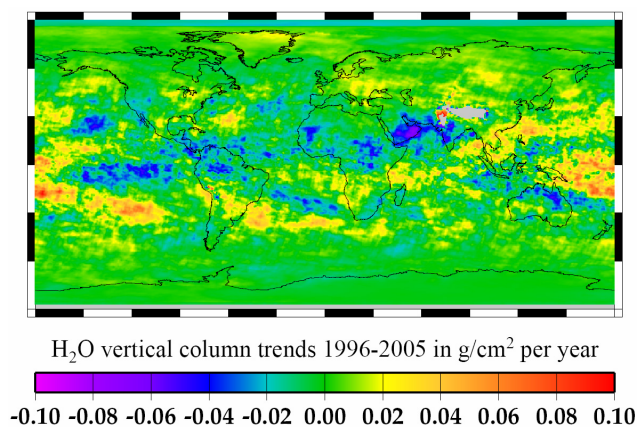 H₂O vertical column trends 1996-2005 in g/cm² per year
-0.10 -0.08 -0.06 -0.04 -0.02 0.00 0.02 0.04 0.06 0.08 0.10